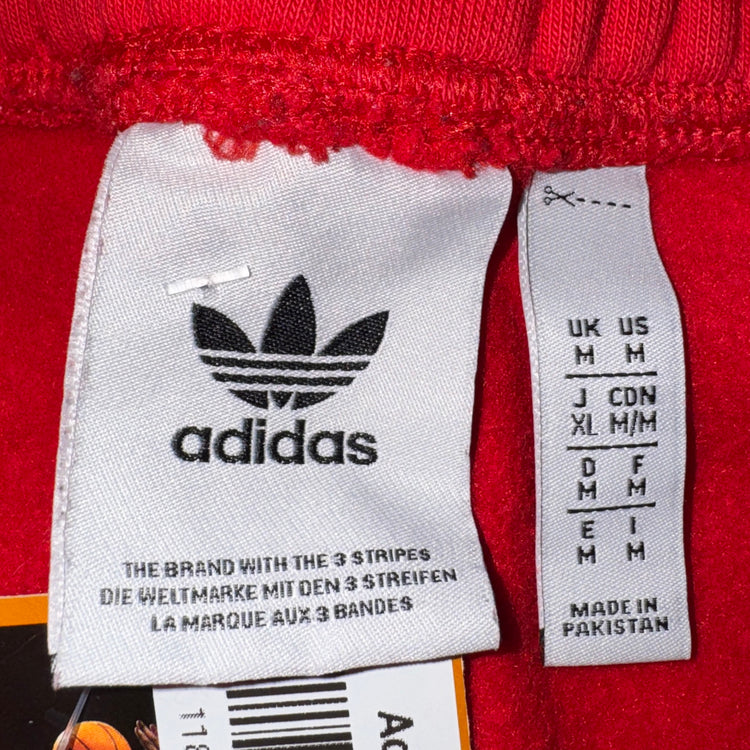 adidas
THE BRAND WITH THE 3 STRIPES
DIE WELTMARKE MIT DEN 3 STREIFEN
LA MARQUE AUX 3 BANDES
UK US
M M
J CDN
XL M/M
D F
M M
E I
M M
MADE IN
PAKISTAN
118